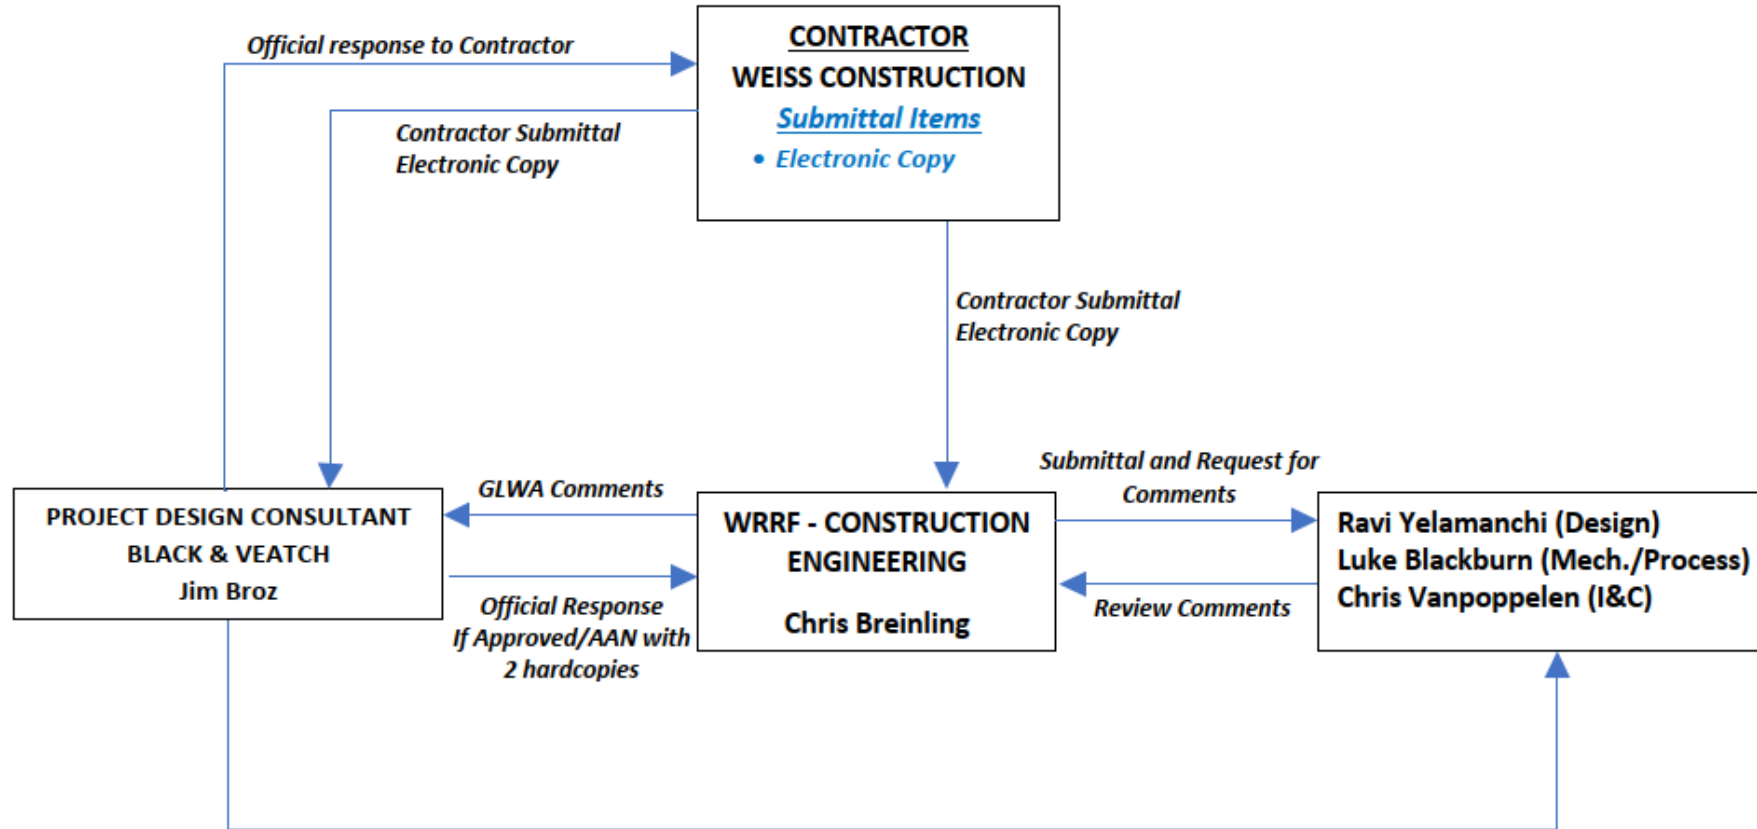 Official response to Contractor
CONTRACTOR
WEISS CONSTRUCTION
Submittal Items
• Electronic Copy
Contractor Submittal
Electronic Copy
Contractor Submittal
Electronic Copy
GLWA Comments
Submittal and Request for
Comments
PROJECT DESIGN CONSULTANT
BLACK & VEATCH
Jim Broz
WRRF - CONSTRUCTION
ENGINEERING
Chris Breinling
Ravi Yelamanchi (Design)
Luke Blackburn (Mech./Process)
Chris Vanpoppelen (I&C)
Official Response
If Approved/AAN with
2 hardcopies
Review Comments